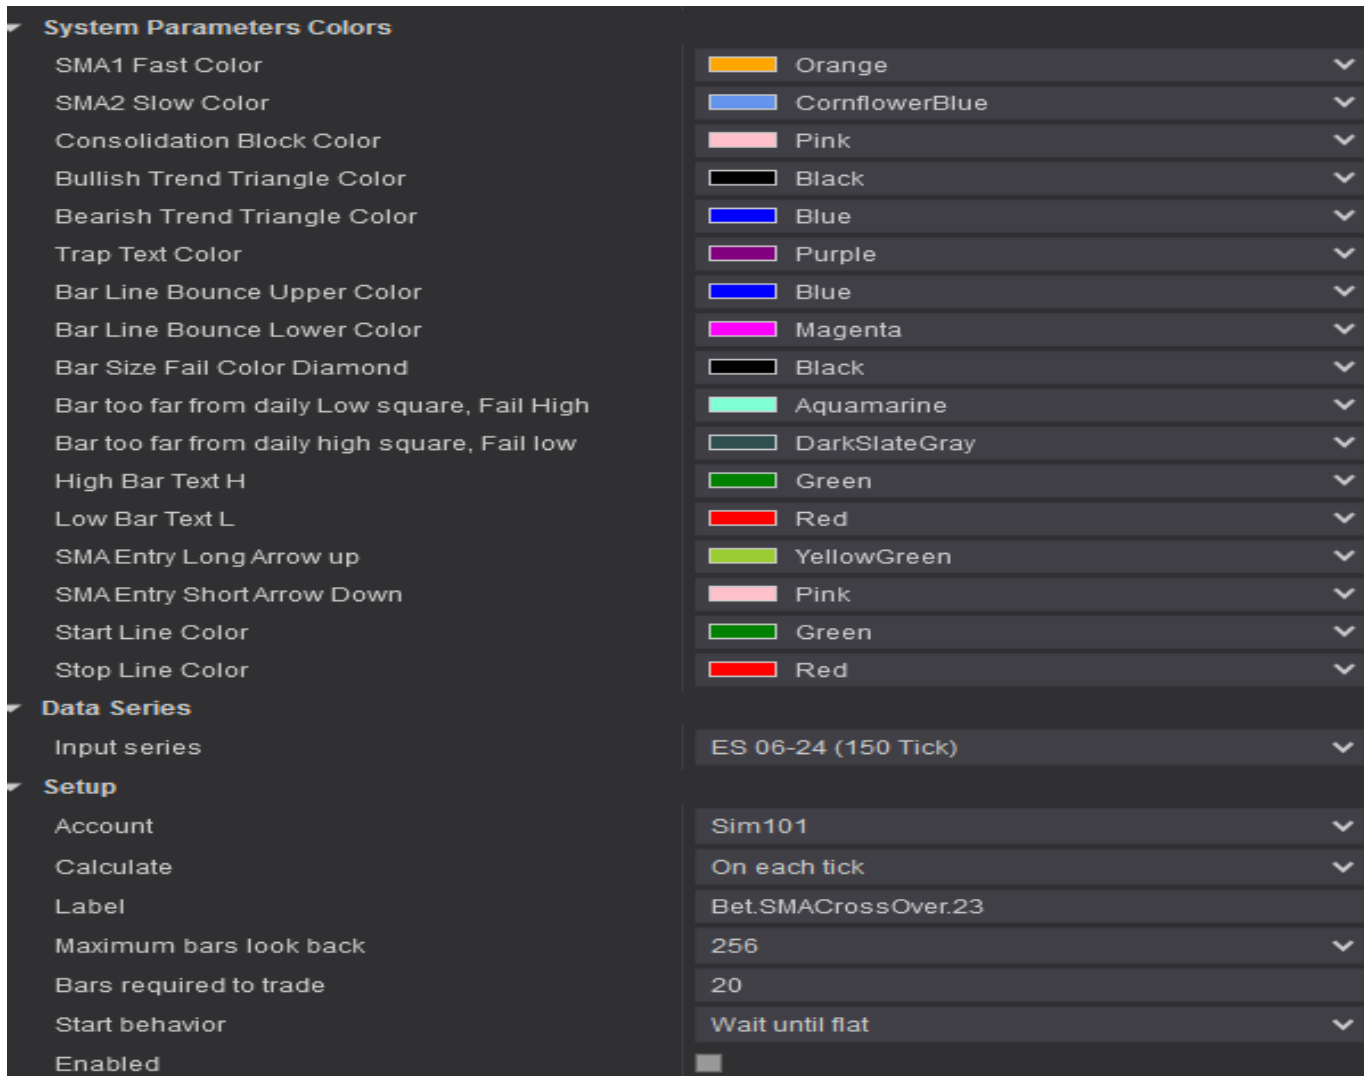 System Parameters Colors
SMA1 Fast Color Orange
SMA2 Slow Color CornflowerBlue
Consolidation Block Color Pink
Bullish Trend Triangle Color Black
Bearish Trend Triangle Color Blue
Trap Text Color Purple
Bar Line Bounce Upper Color Blue
Bar Line Bounce Lower Color Magenta
Bar Size Fail Color Diamond Black
Bar too far from daily Low square, Fail High Aquamarine
Bar too far from daily high square, Fail low DarkSlateGray
High Bar Text H Green
Low Bar Text L Red
SMA Entry Long Arrow up YellowGreen
SMA Entry Short Arrow Down Pink
Start Line Color Green
Stop Line Color Red
Data Series
Input series ES 06-24 (150 Tick)
Setup
Account Sim101
Calculate On each tick
Label Bet.SMACrossOver.23
Maximum bars look back 256
Bars required to trade 20
Start behavior Wait until flat
Enabled